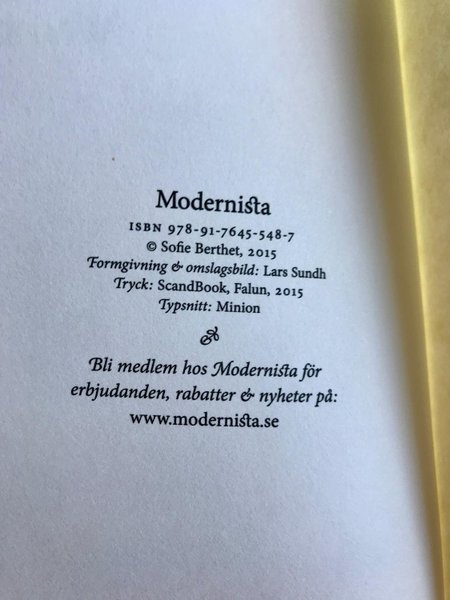 Modernista
ISBN 978-91-7645-548-7
© Sofie Berthet, 2015
Formgivning & omslagsbild: Lars Sundh
Tryck: ScandBook, Falun, 2015
Typsnitt: Minion
Bli medlem hos Modernista för
erbjudanden, rabatter & nyheter på:
www.modernista.se